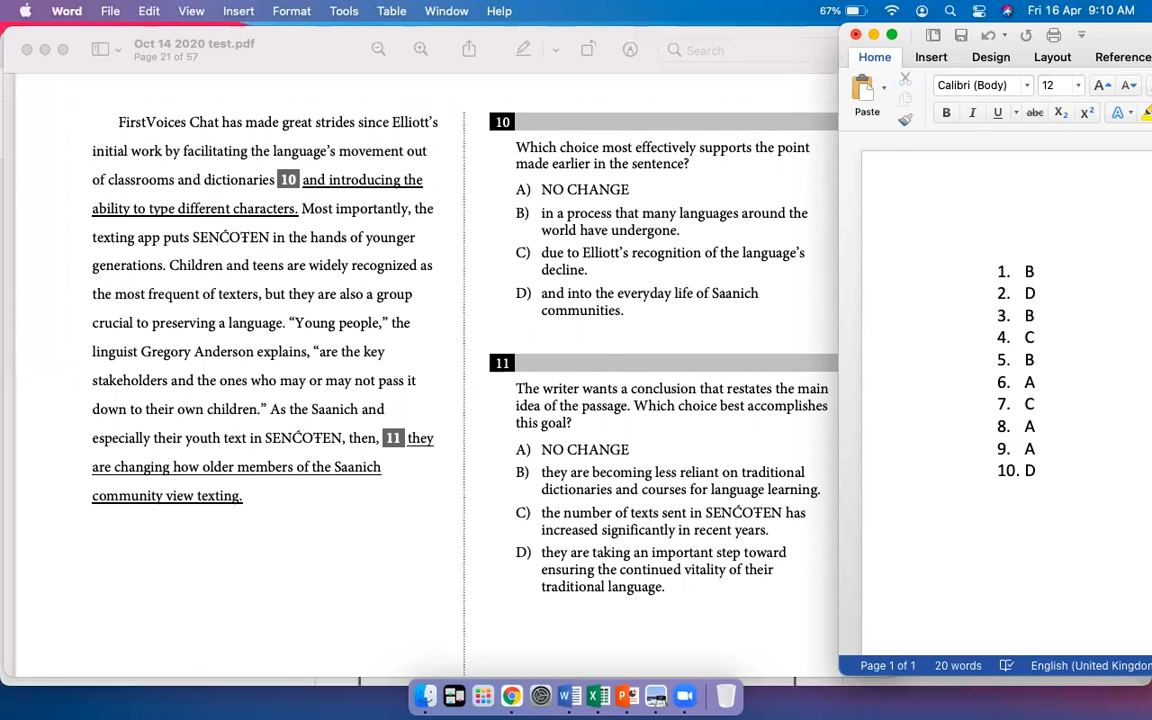 Word File Edit View Insert Format Tools Table Window Help 67% Fri 16 Apr 9:10 AM
Oct 14 2020 test.pdf
Page 21 of 57
Search
Home Insert Design Layout Reference
Calibri (Body) 12 A A
Paste B I U abc X2 X2 A
FirstVoices Chat has made great strides since Elliott’s
initial work by facilitating the language’s movement out
of classrooms and dictionaries 10 and introducing the
ability to type different characters. Most importantly, the
texting app puts SENĆOŦEN in the hands of younger
generations. Children and teens are widely recognized as
the most frequent of texters, but they are also a group
crucial to preserving a language. “Young people,” the
linguist Gregory Anderson explains, “are the key
stakeholders and the ones who may or may not pass it
down to their own children.” As the Saanich and
especially their youth text in SENĆOŦEN, then, 11 they
are changing how older members of the Saanich
community view texting.
10
Which choice most effectively supports the point
made earlier in the sentence?
A) NO CHANGE
B) in a process that many languages around the
world have undergone.
C) due to Elliott’s recognition of the language’s
decline.
D) and into the everyday life of Saanich
communities.
11
The writer wants a conclusion that restates the main
idea of the passage. Which choice best accomplishes
this goal?
A) NO CHANGE
B) they are becoming less reliant on traditional
dictionaries and courses for language learning.
C) the number of texts sent in SENĆOŦEN has
increased significantly in recent years.
D) they are taking an important step toward
ensuring the continued vitality of their
traditional language.
1. B
2. D
3. B
4. C
5. B
6. A
7. C
8. A
9. A
10. D
Page 1 of 1 20 words English (United Kingdon